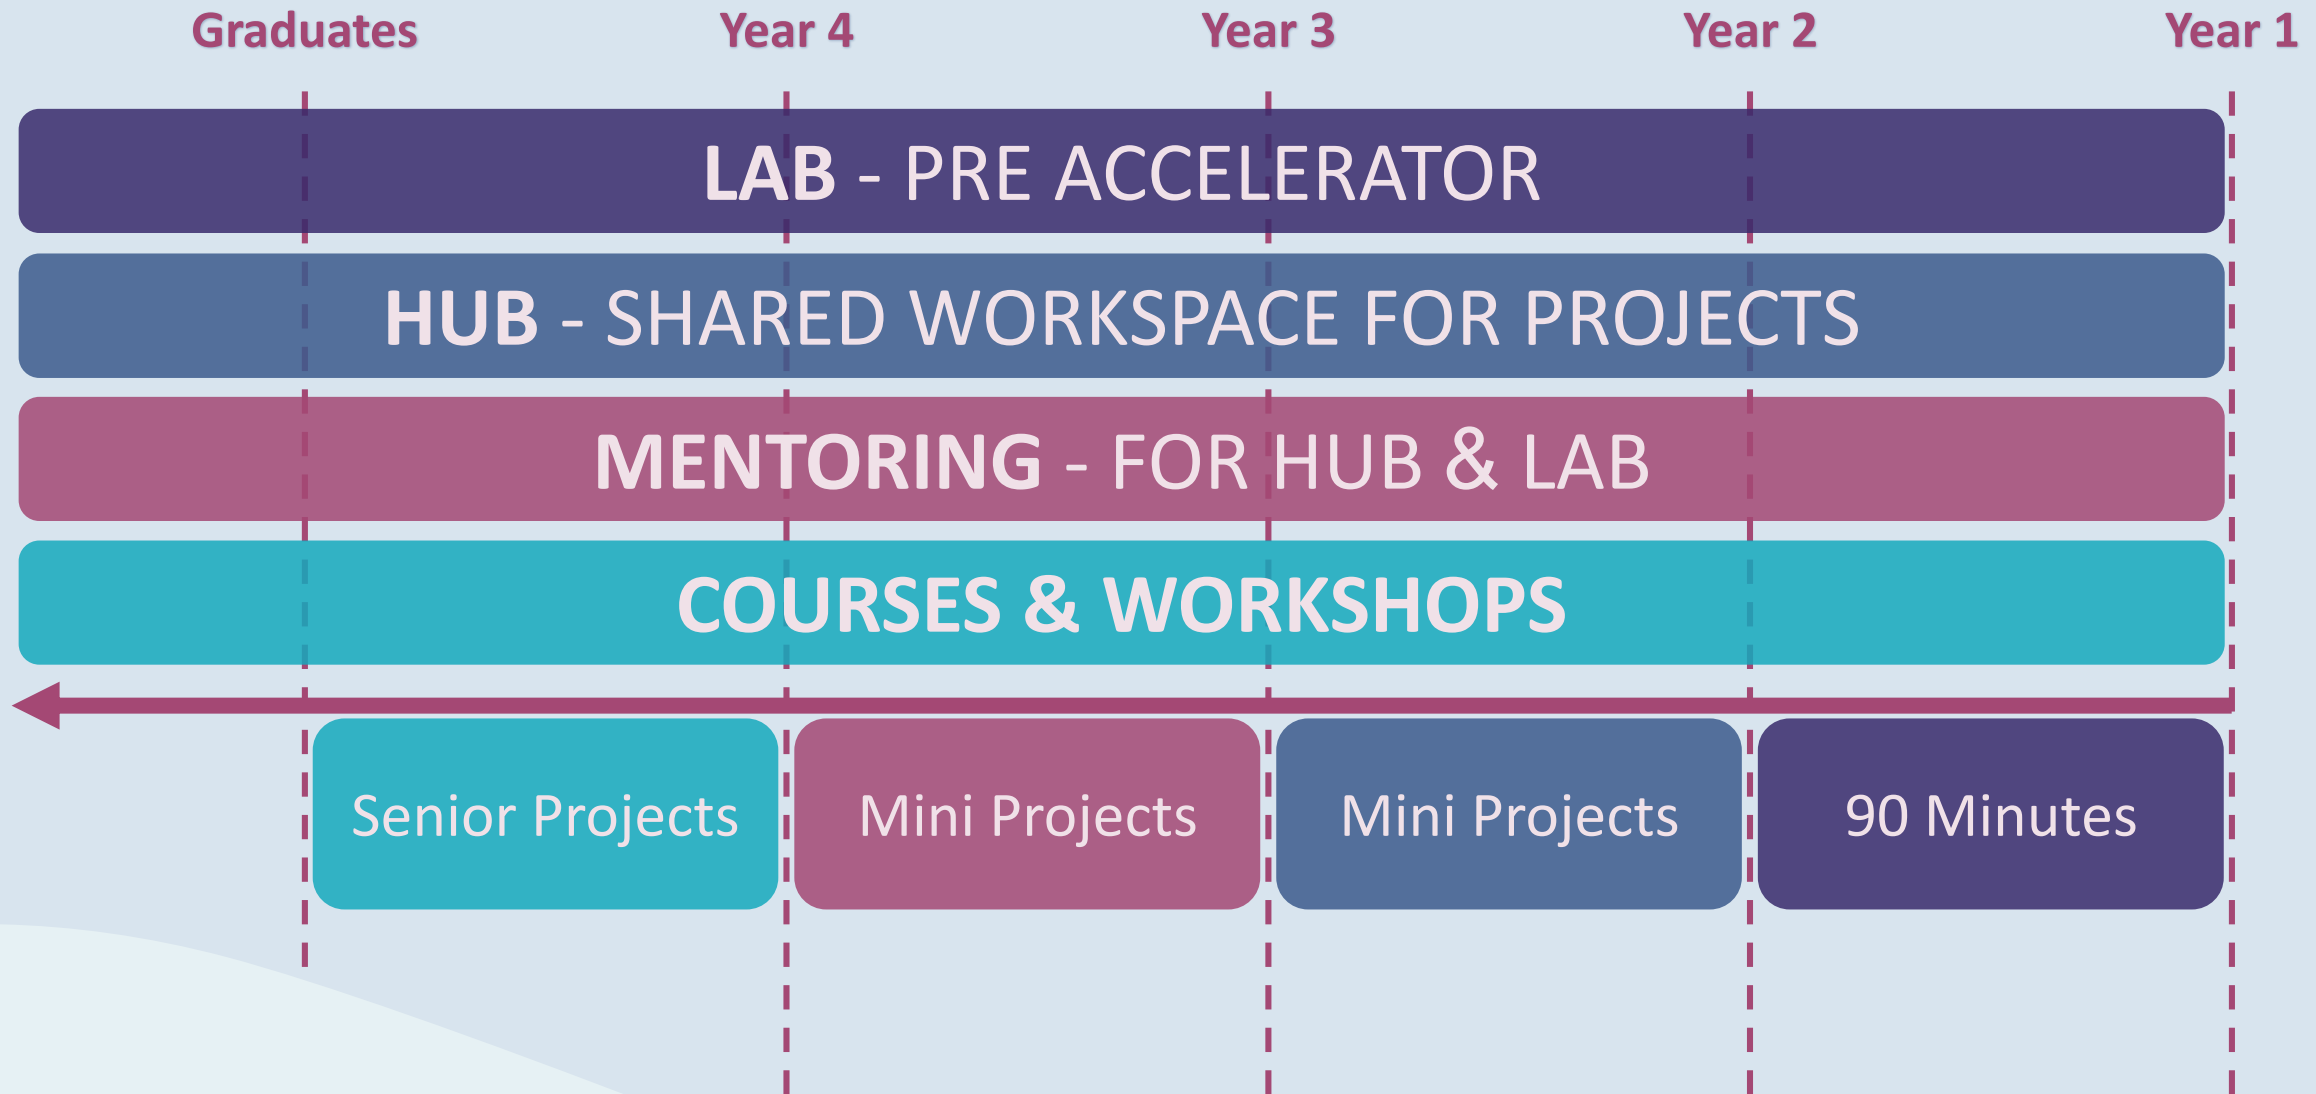 Graduates Year 4 Year 3 Year 2 Year 1
LAB - PRE ACCELERATOR
HUB - SHARED WORKSPACE FOR PROJECTS
MENTORING - FOR HUB & LAB
COURSES & WORKSHOPS
Senior Projects Mini Projects Mini Projects 90 Minutes